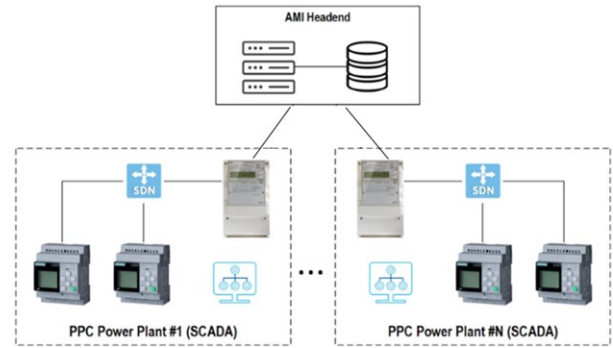 AMI Headend
SDN
SDN
PPC Power Plant #1 (SCADA)
PPC Power Plant #N (SCADA)